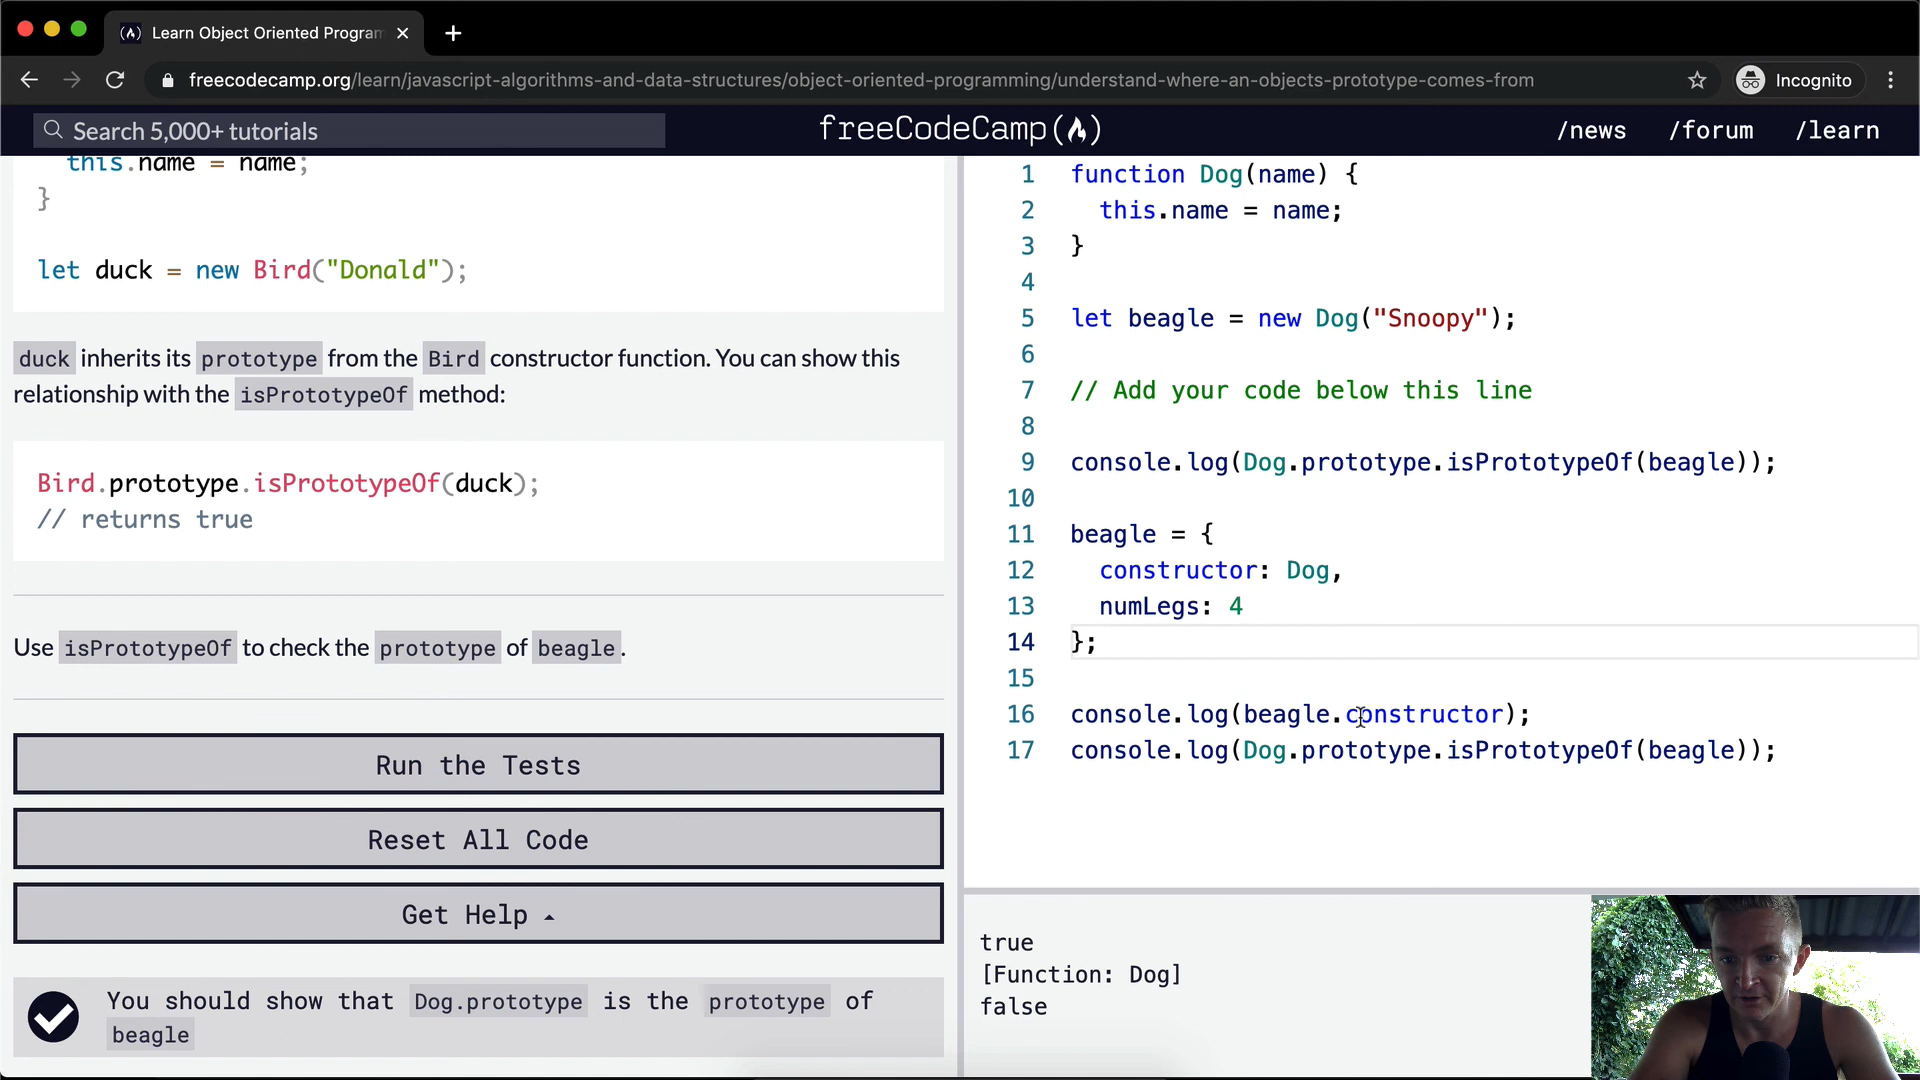 Learn Object Oriented Program
freecodecamp.org/learn/javascript-algorithms-and-data-structures/object-oriented-programming/understand-where-an-objects-prototype-comes-from
Incognito
Search 5,000+ tutorials
freeCodeCamp
/news
/forum
/learn
this.name = name;
}
let duck = new Bird("Donald");
duck inherits its prototype from the Bird constructor function. You can show this
relationship with the isPrototypeOf method:
Bird.prototype.isPrototypeOf(duck);
// returns true
Use isPrototypeOf to check the prototype of beagle.
Run the Tests
Reset All Code
Get Help
You should show that Dog.prototype is the prototype of
beagle
1 function Dog(name) {
2 this.name = name;
3 }
4
5 let beagle = new Dog("Snoopy");
6
7 // Add your code below this line
8
9 console.log(Dog.prototype.isPrototypeOf(beagle));
10
11 beagle = {
12 constructor: Dog,
13 numLegs: 4
14 };
15
16 console.log(beagle.constructor);
17 console.log(Dog.prototype.isPrototypeOf(beagle));
true
[Function: Dog]
false